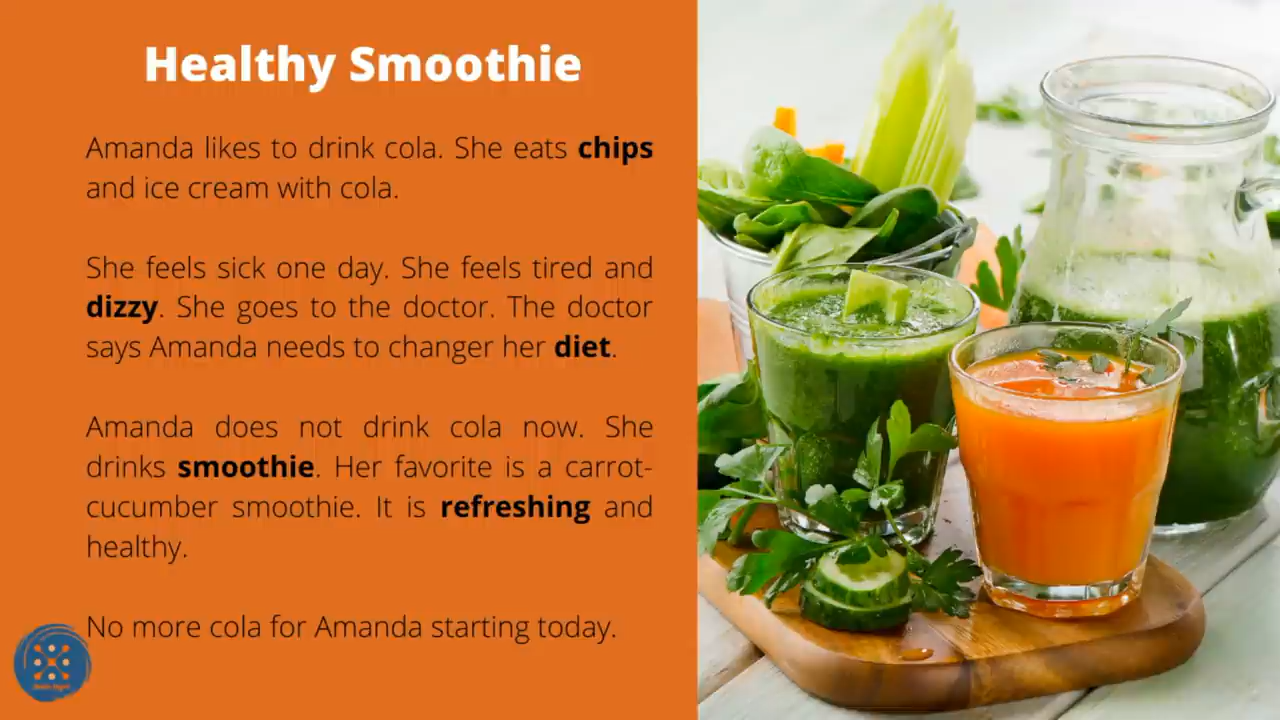 Healthy Smoothie
Amanda likes to drink cola. She eats chips
and ice cream with cola.
She feels sick one day. She feels tired and
dizzy. She goes to the doctor. The doctor
says Amanda needs to changer her diet.
Amanda does not drink cola now. She
drinks smoothie. Her favorite is a carrot-
cucumber smoothie. It is refreshing and
healthy.
No more cola for Amanda starting today.